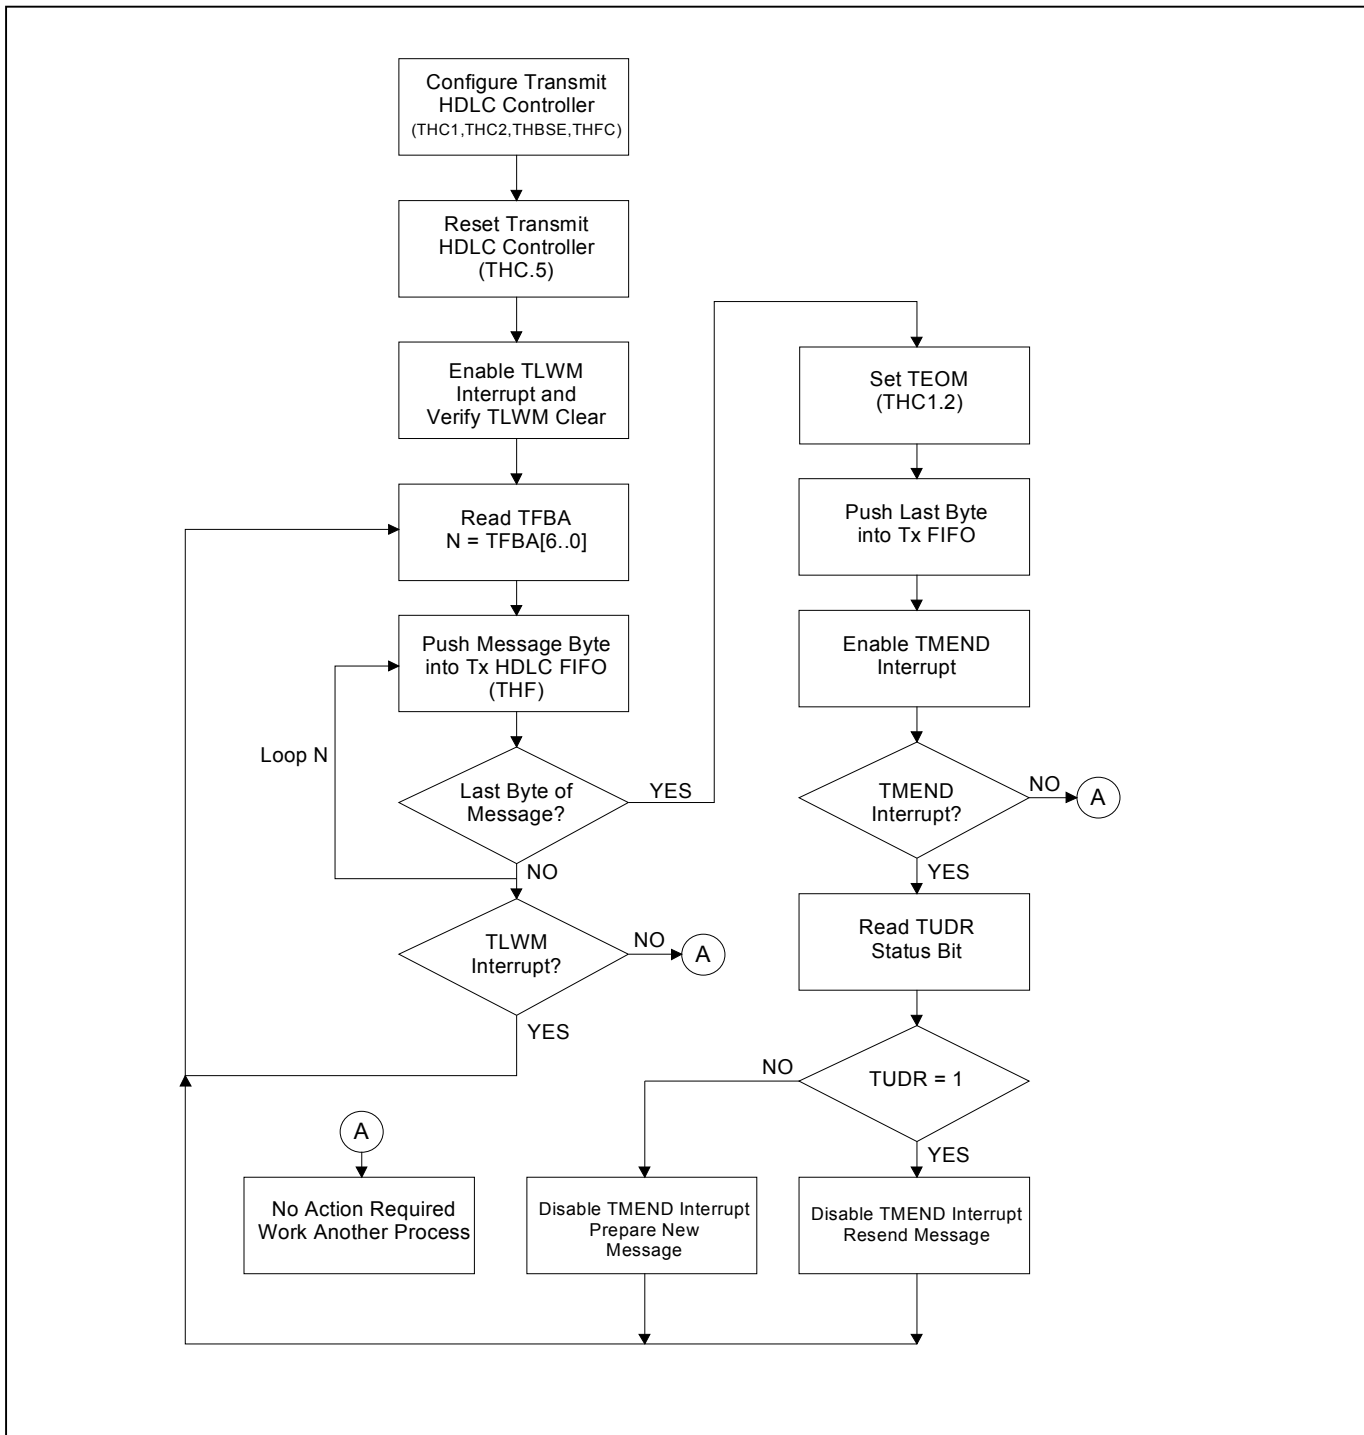 Configure Transmit
HDLC Controller
(THC1,THC2,THBSE,THFC)
Reset Transmit
HDLC Controller
(THC.5)
Enable TLWM
Interrupt and
Verify TLWM Clear
Read TFBA
N = TFBA[6..0]
Push Message Byte
into Tx HDLC FIFO
(THF)
Loop N
Last Byte of
Message?
YES
NO
TLWM
Interrupt?
NO
A
YES
Set TEOM
(THC1.2)
Push Last Byte
into Tx FIFO
Enable TMEND
Interrupt
TMEND
Interrupt?
NO
A
YES
Read TUDR
Status Bit
TUDR = 1
NO
YES
A
No Action Required
Work Another Process
Disable TMEND Interrupt
Prepare New
Message
Disable TMEND Interrupt
Resend Message